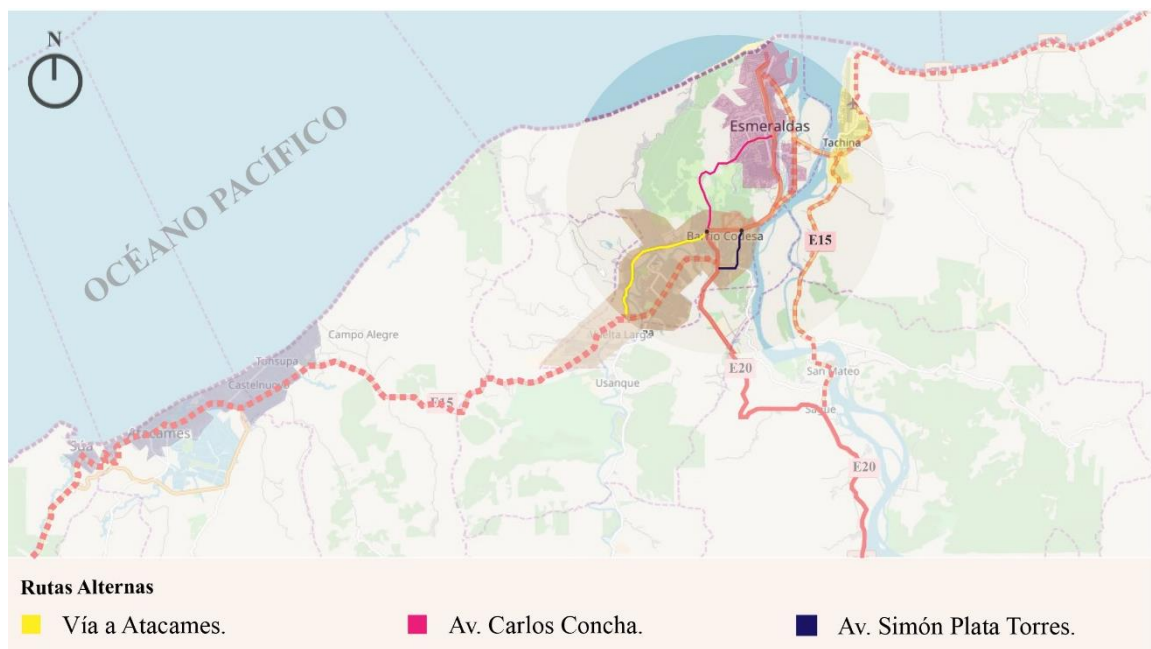 N
OCÉANO PACÍFICO
Esmeraldas
Tachina
E15
Barrio Codesa
Campo Alegre
Tonsupa
Castelnuovo
E15
Usanque
E20
San Mateo
Súa
Atacames
E20
Rutas Alternas
Vía a Atacames.
Av. Carlos Concha.
Av. Simón Plata Torres.